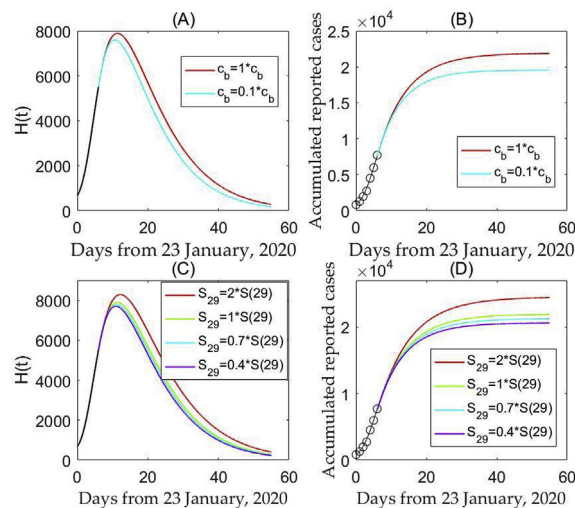 (A)
8000
6000
4000
2000
0
H(t)
c_b=1*c_b
c_b=0.1*c_b
0 20 40 60
Days from 23 January, 2020
(B)
×10^4
2.5
2
1.5
1
0.5
0
Accumulated reported cases
c_b=1*c_b
c_b=0.1*c_b
0 20 40 60
Days from 23 January, 2020
(C)
8000
6000
4000
2000
0
H(t)
S_29=2*S(29)
S_29=1*S(29)
S_29=0.7*S(29)
S_29=0.4*S(29)
0 20 40 60
Days from 23 January, 2020
(D)
×10^4
2
1
0
Accumulated reported cases
S_29=2*S(29)
S_29=1*S(29)
S_29=0.7*S(29)
S_29=0.4*S(29)
0 20 40 60
Days from 23 January, 2020